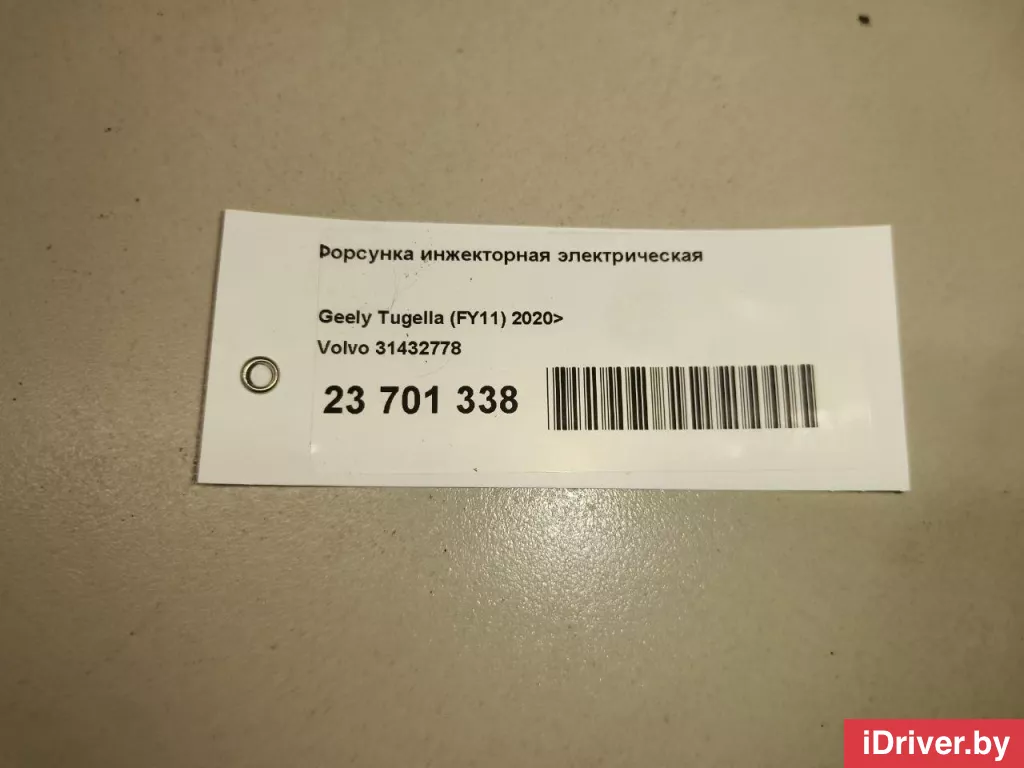 Форсунка инжекторная электрическая
Geely Tugella (FY11) 2020>
Volvo 31432778
23 701 338
iDriver.by